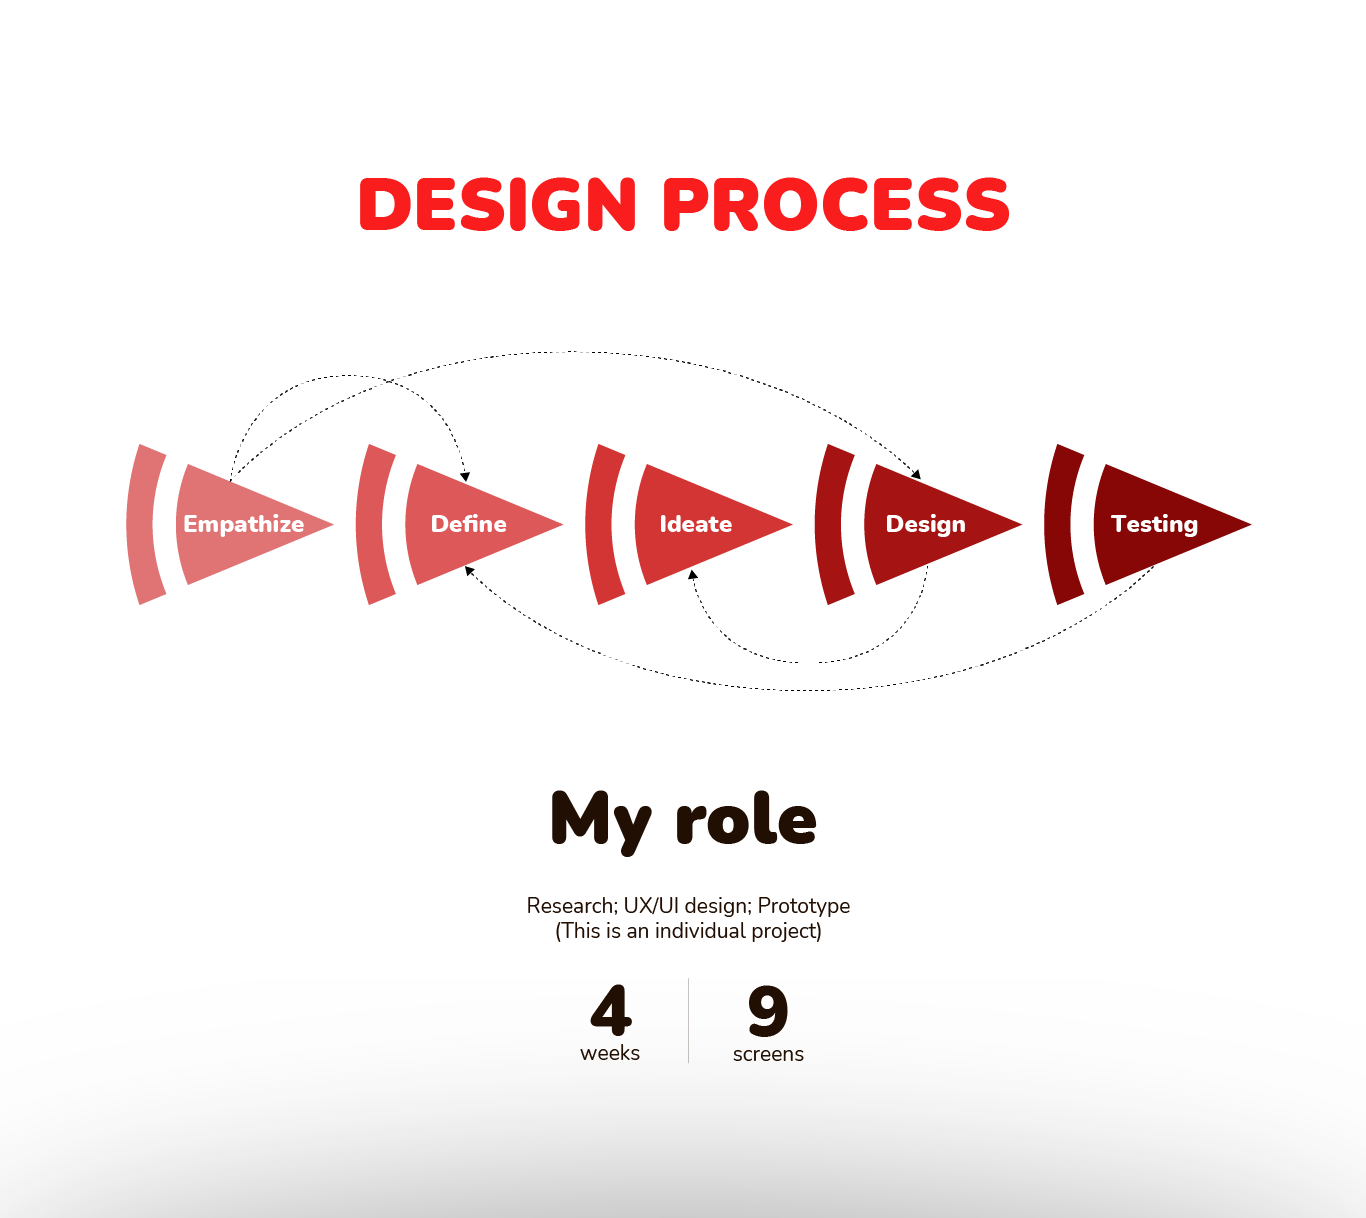 DESIGN PROCESS
Empathize
Define
Ideate
Design
Testing
My role
Research; UX/UI design; Prototype
(This is an individual project)
4
weeks
9
screens